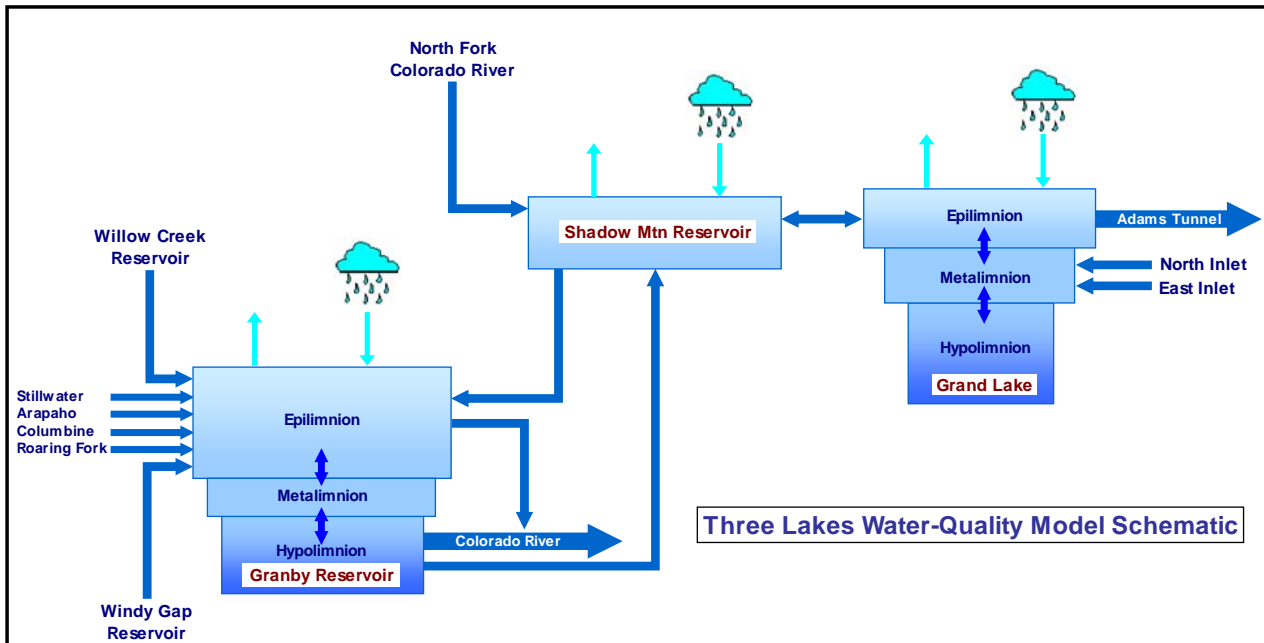 North Fork
Colorado River
Willow Creek
Reservoir
Shadow Mtn Reservoir
Epilimnion
Adams Tunnel
Metalimnion
North Inlet
East Inlet
Hypolimnion
Grand Lake
Stillwater
Arapaho
Columbine
Roaring Fork
Epilimnion
Metalimnion
Hypolimnion
Granby Reservoir
Colorado River
Windy Gap
Reservoir
Three Lakes Water-Quality Model Schematic